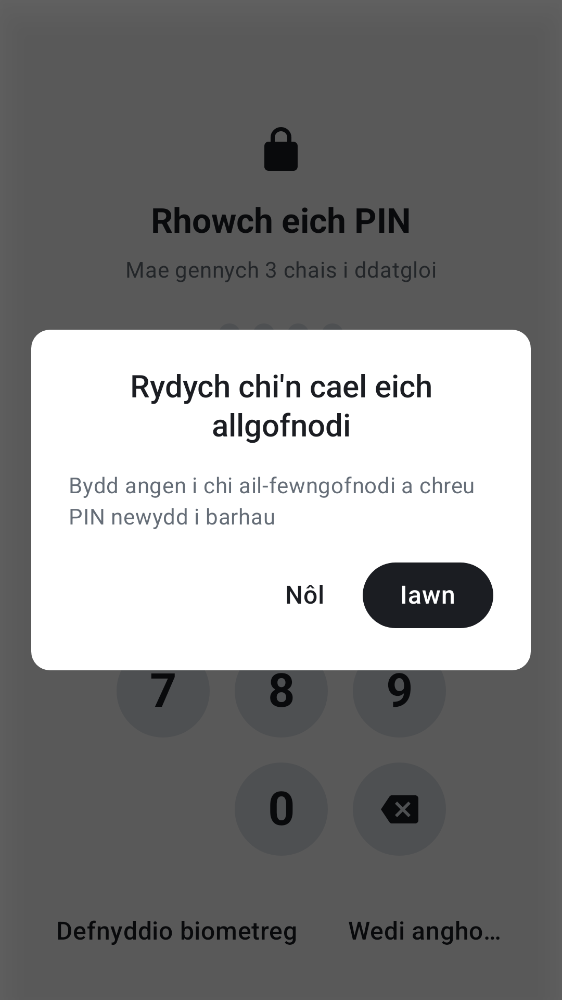 Rhowch eich PIN
Mae gennych 3 chais i ddatgloi
Rydych chi'n cael eich
allgofnodi
Bydd angen i chi ail-fewngofnodi a chreu
PIN newydd i barhau
Nôl
Iawn
7 8 9
0
Defnyddio biometreg
Wedi angho...